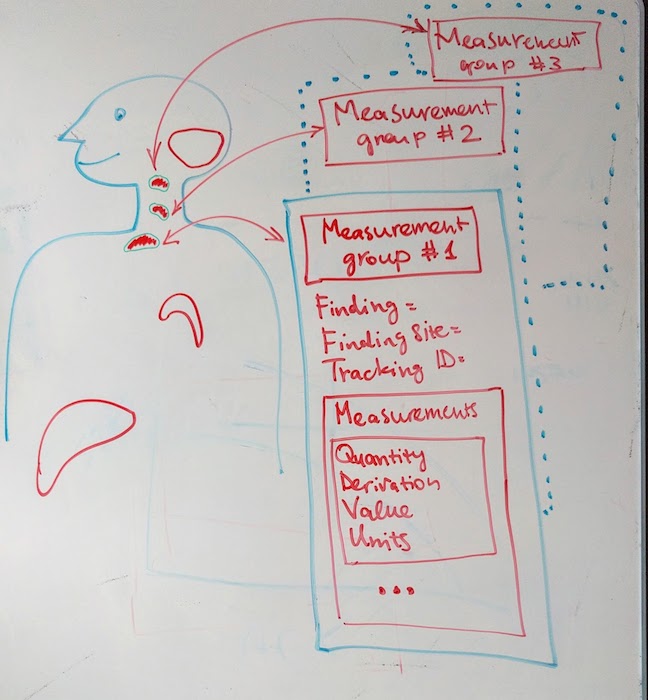 Measurement
group #3
Measurement
group #2
Measurement
group #1
Finding =
Finding site=
Tracking ID=
Measurements
Quantity
Derivation
Value
Units
...